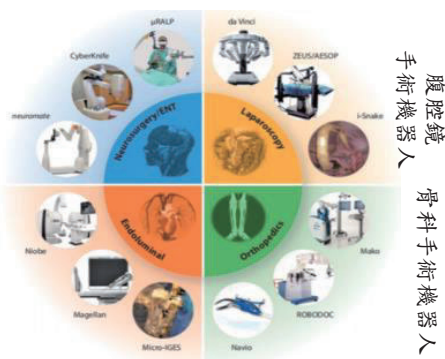 μRALP
da Vinci
CyberKnife
ZEUS/AESOP
neuromate
i-Snake
Neurosurgery/ENT
Laparoscopy
Endoluminal
Orthopedics
Niobe
Mako
Magellan
ROBODOC
Micro-IGES
Navio
腹腔鏡
手術機器人
骨科手術機器人